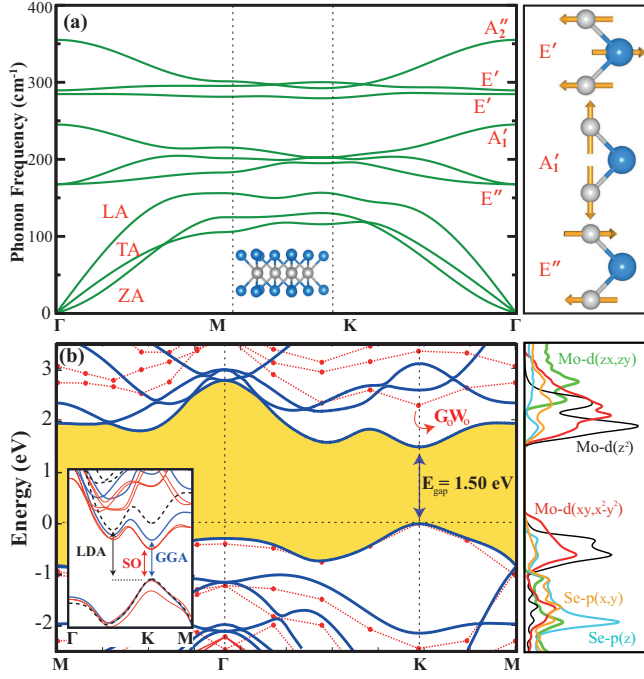 (a)
Phonon Frequency (cm⁻¹)
400
300
200
100
0
A₂″
E′
E′
A₁′
E″
LA
TA
ZA
Γ
M
K
Γ
E′
A₁′
E″
(b)
Energy (eV)
3
2
1
0
-1
-2
G₀W₀
E gap = 1.50 eV
LDA
SO
GGA
Γ
K
M
M
Γ
K
M
Mo-d(zx,zy)
Mo-d(z²)
Mo-d(xy,x²-y²)
Se-p(x,y)
Se-p(z)